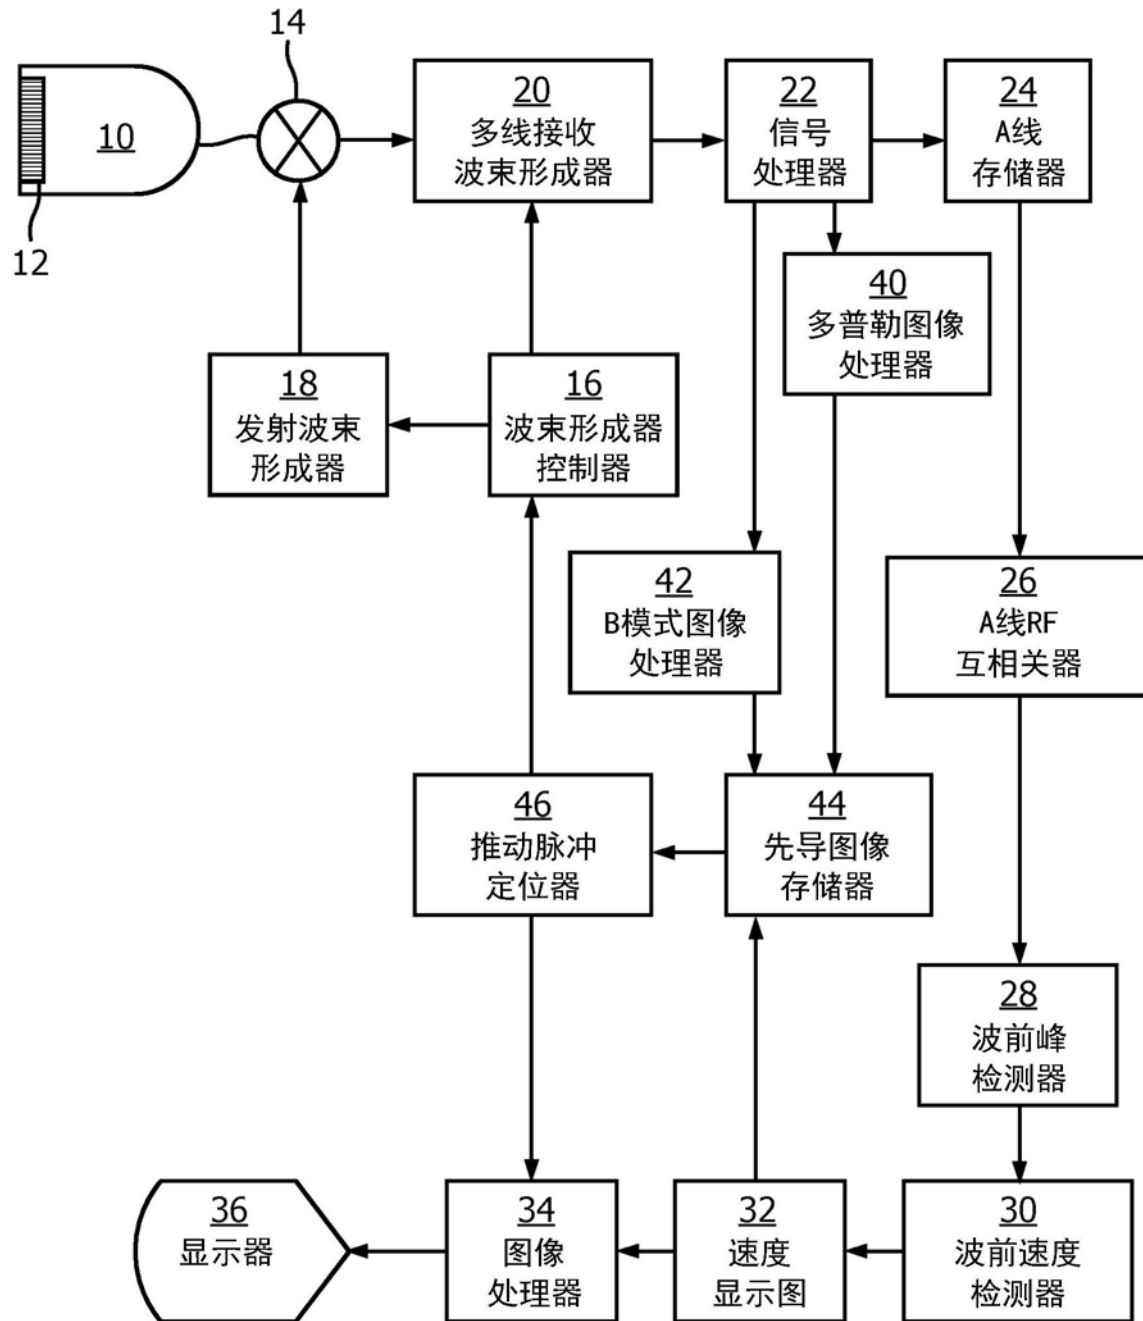 14
10
12
20
多线接收
波束形成器
22
信号
处理器
24
A线
存储器
40
多普勒图像
处理器
18
发射波束
形成器
16
波束形成器
控制器
42
B模式图像
处理器
26
A线RF
互相关器
46
推动脉冲
定位器
44
先导图像
存储器
28
波前峰
检测器
36
显示器
34
图像
处理器
32
速度
显示图
30
波前速度
检测器